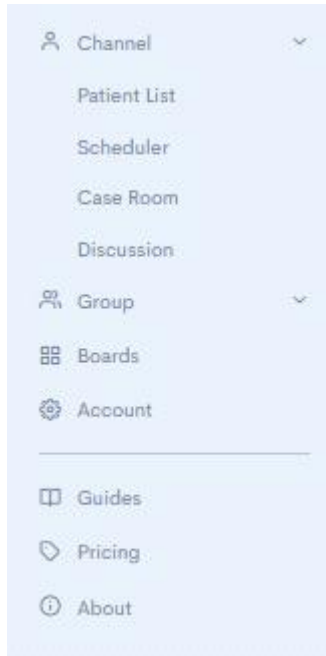 Channel
Patient List
Scheduler
Case Room
Discussion
Group
Boards
Account
Guides
Pricing
About